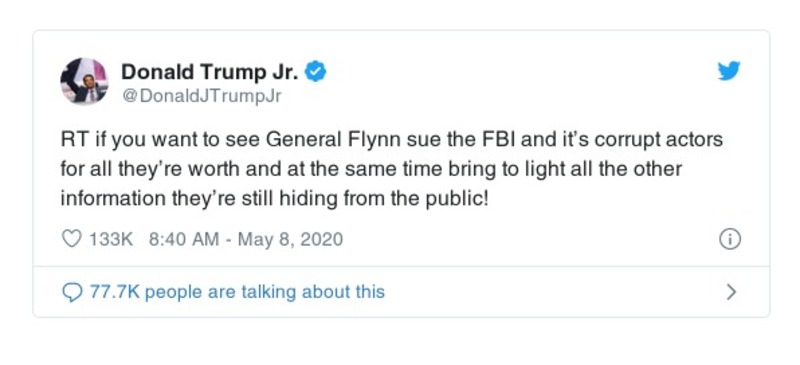 Donald Trump Jr.
@DonaldJTrumpJr
RT if you want to see General Flynn sue the FBI and it’s corrupt actors
for all they’re worth and at the same time bring to light all the other
information they’re still hiding from the public!
133K 8:40 AM - May 8, 2020
77.7K people are talking about this